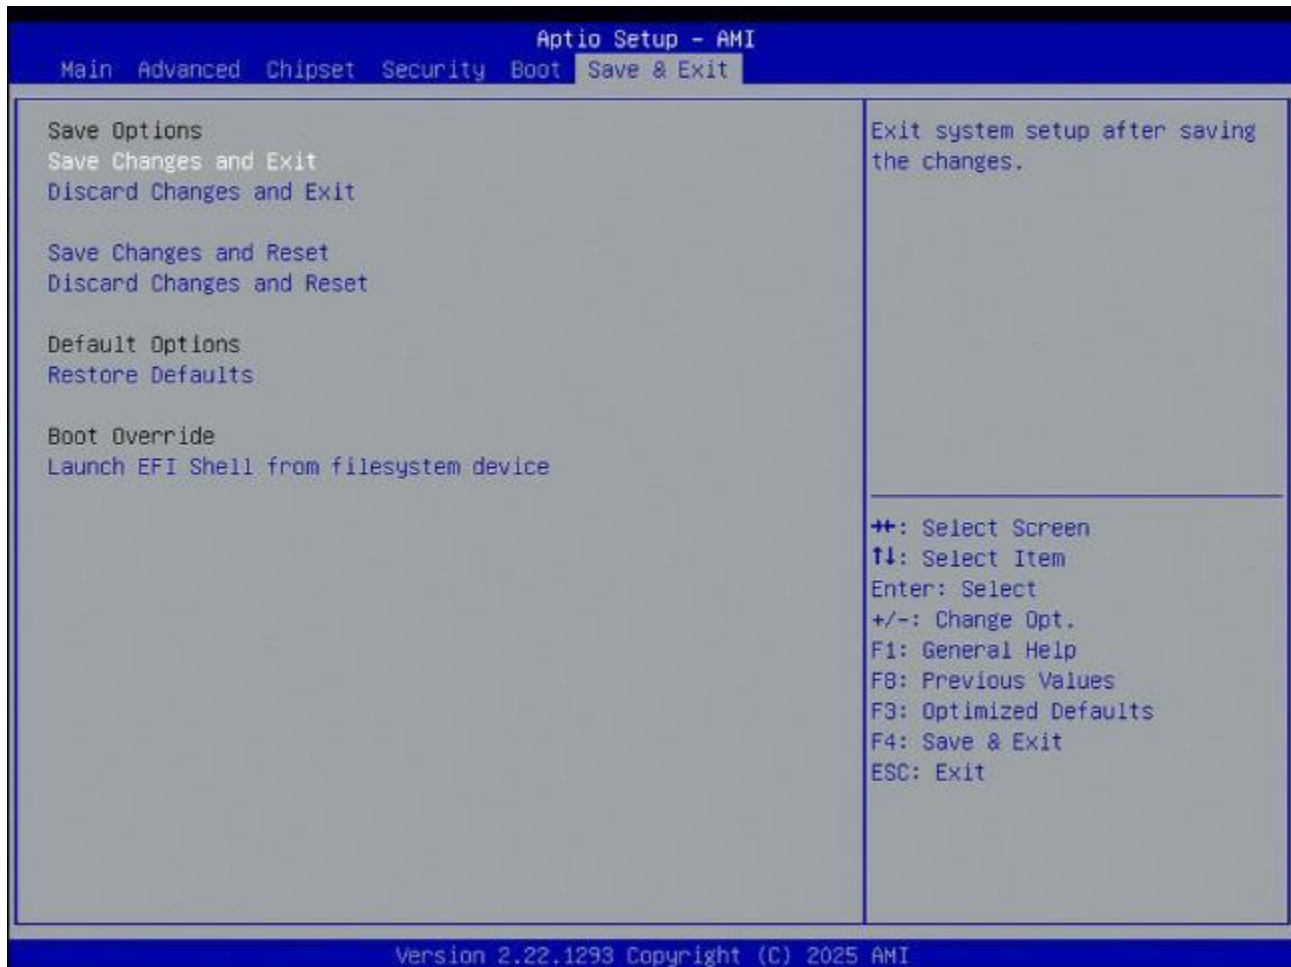 Aptio Setup – AMI
Main Advanced Chipset Security Boot Save & Exit
Save Options
Save Changes and Exit
Discard Changes and Exit
Save Changes and Reset
Discard Changes and Reset
Default Options
Restore Defaults
Boot Override
Launch EFI Shell from filesystem device
Exit system setup after saving
the changes.
→←: Select Screen
↑↓: Select Item
Enter: Select
+/-: Change Opt.
F1: General Help
F8: Previous Values
F3: Optimized Defaults
F4: Save & Exit
ESC: Exit
Version 2.22.1293 Copyright (C) 2025 AMI